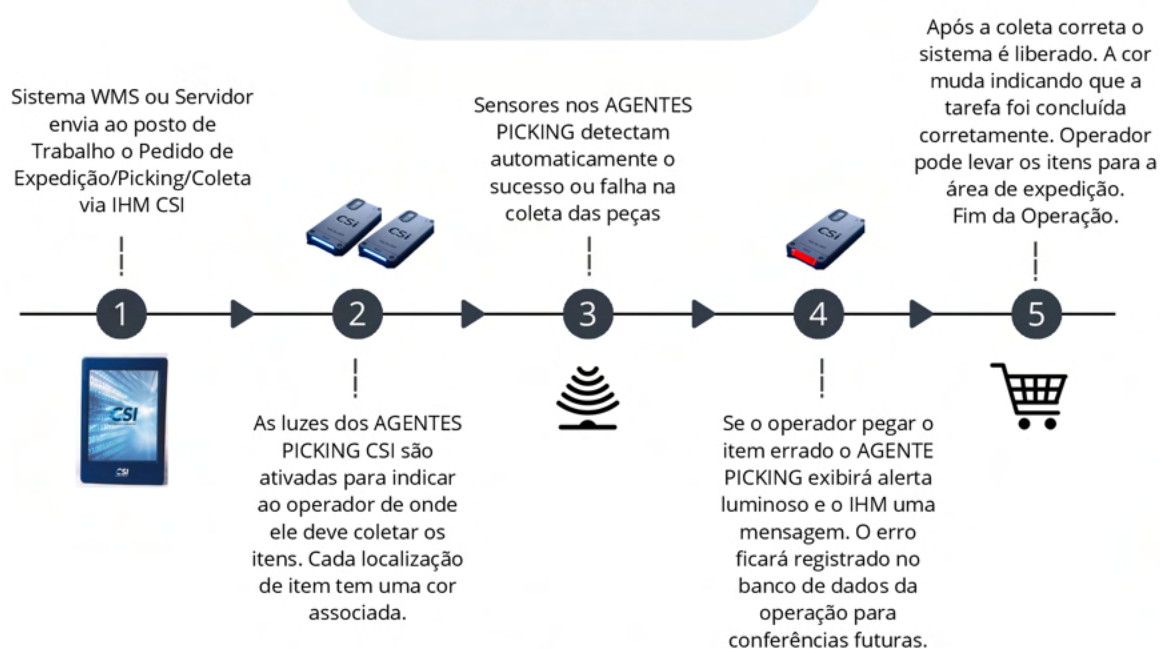 Sistema WMS ou Servidor
envia ao posto de
Trabalho o Pedido de
Expedição/Picking/Coleta
via IHM CSI
1
CSI
CSI
CSI
CSI
2
As luzes dos AGENTES
PICKING CSI são
ativadas para indicar
ao operador de onde
ele deve coletar os
itens. Cada localização
de item tem uma cor
associada.
Sensores nos AGENTES
PICKING detectam
automaticamente o
sucesso ou falha na
coleta das peças
3
CSI
4
Se o operador pegar o
item errado o AGENTE
PICKING exibirá alerta
luminoso e o IHM uma
mensagem. O erro
ficará registrado no
banco de dados da
operação para
conferências futuras.
Após a coleta correta o
sistema é liberado. A cor
muda indicando que a
tarefa foi concluída
corretamente. Operador
pode levar os itens para a
área de expedição.
Fim da Operação.
5